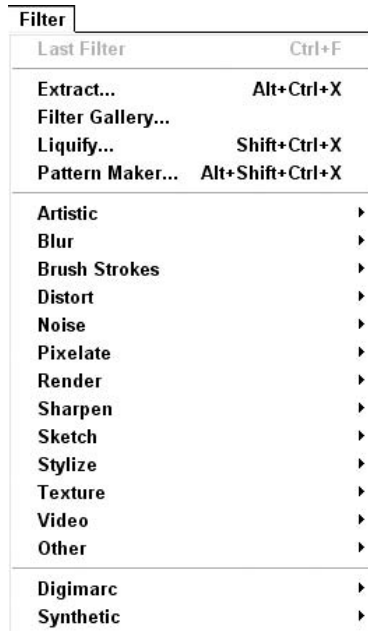 Filter
Last Filter Ctrl+F
Extract... Alt+Ctrl+X
Filter Gallery...
Liquify... Shift+Ctrl+X
Pattern Maker... Alt+Shift+Ctrl+X
Artistic
Blur
Brush Strokes
Distort
Noise
Pixelate
Render
Sharpen
Sketch
Stylize
Texture
Video
Other
Digimarc
Synthetic